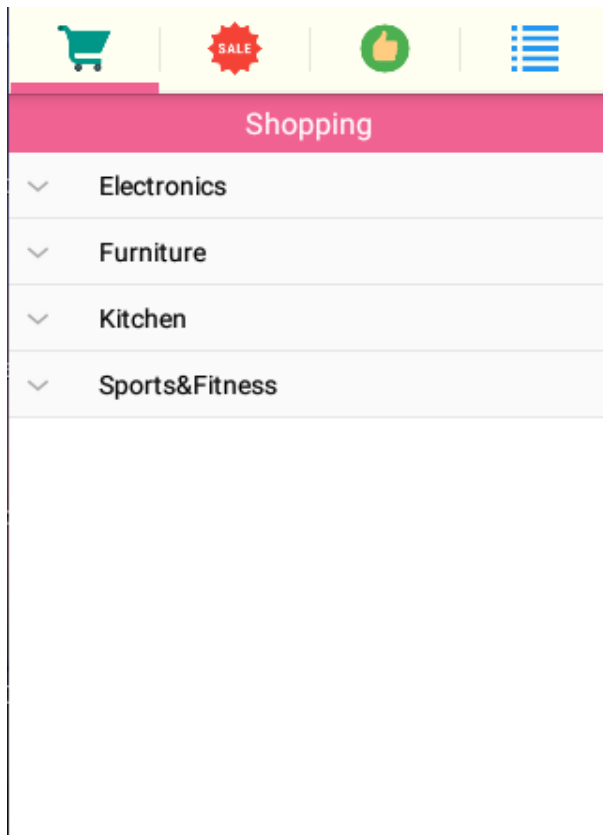 SALE
Shopping
Electronics
Furniture
Kitchen
Sports&Fitness